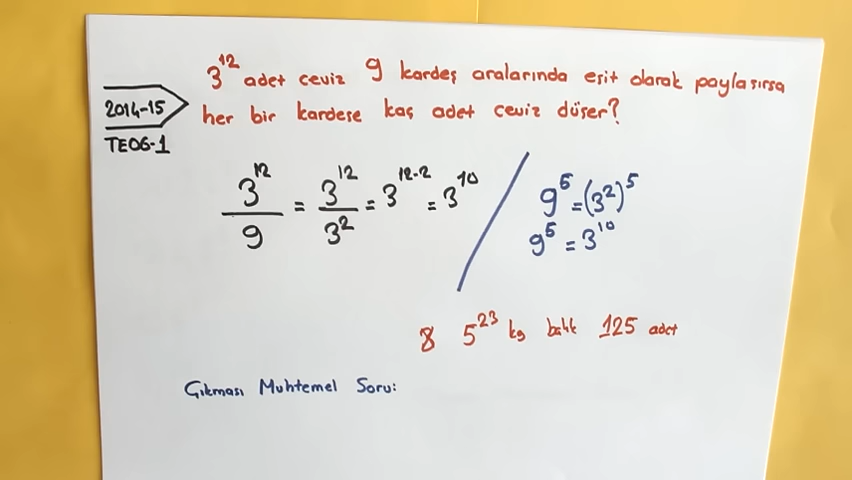 3¹² adet ceviz 9 kardeş aralarında eşit olarak paylaşırsa
her bir kardeşe kaç adet ceviz düşer?
2014-15
TEOG-1
3¹²/9 = 3¹²/3² = 3¹²⁻² = 3¹⁰
9⁵ = (3²)⁵
9⁵ = 3¹⁰
8 5²³ kg balık 125 adet
Çıkması Muhtemel Soru: